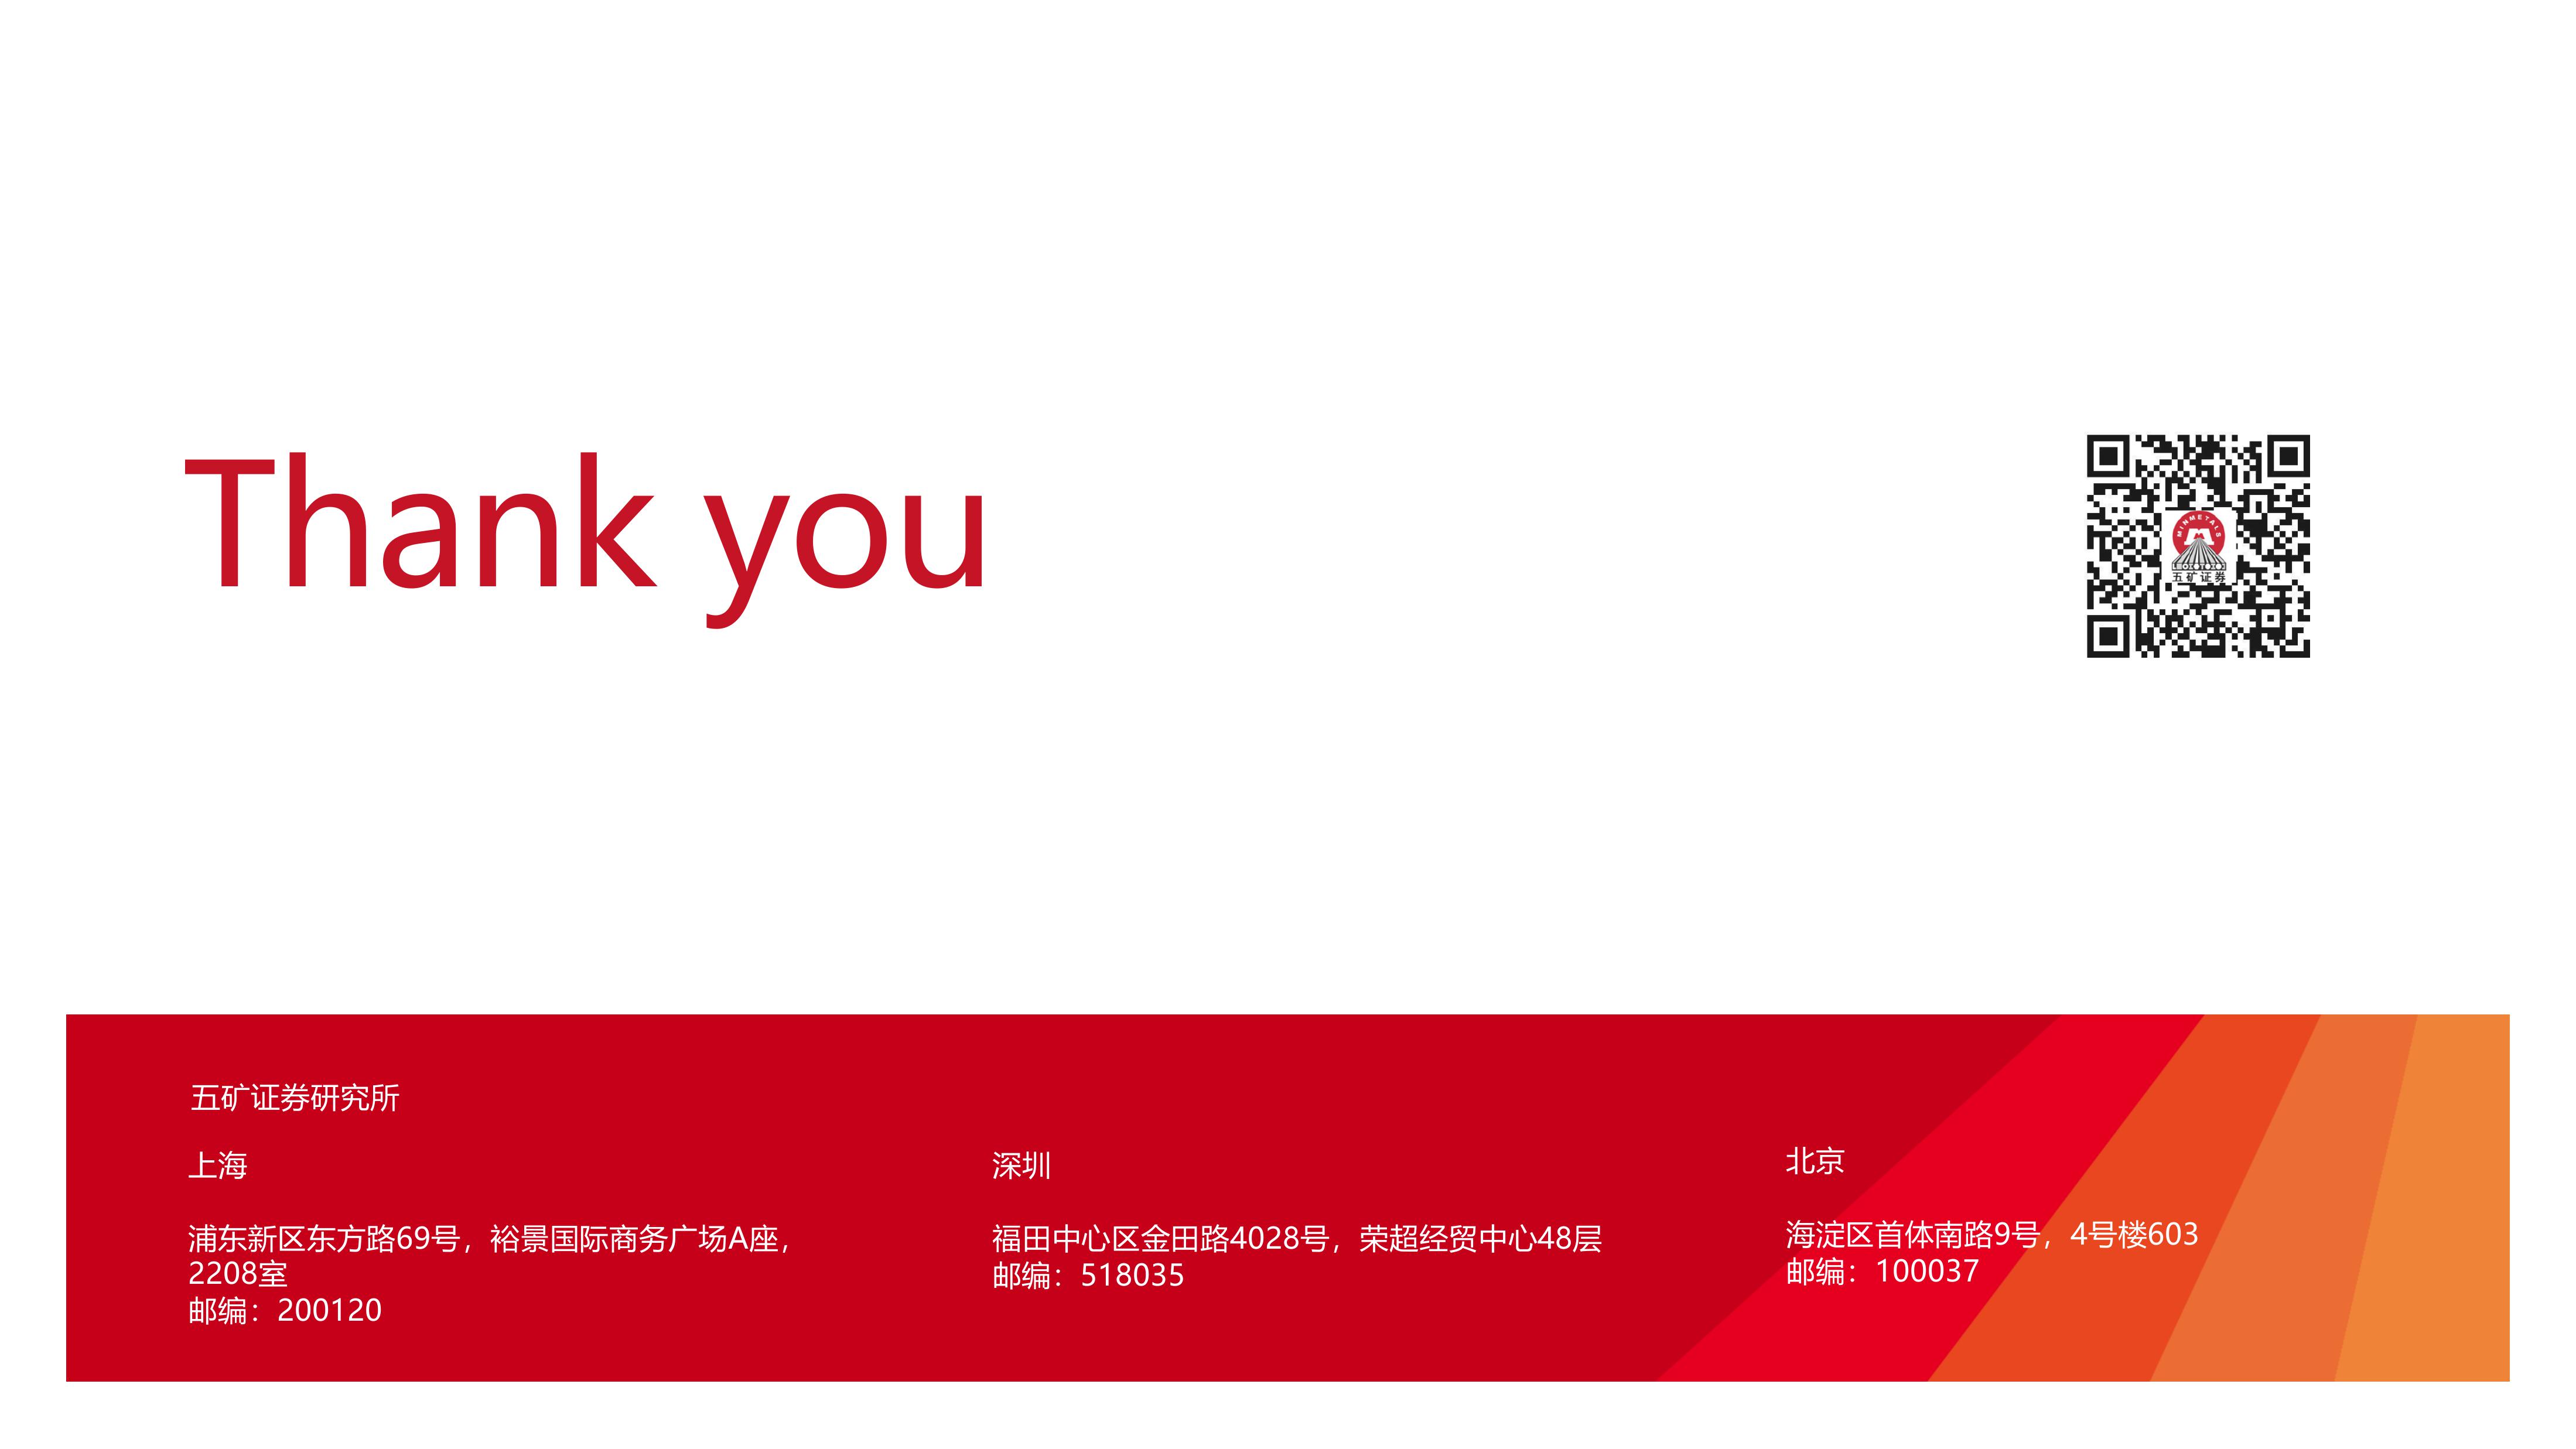 Thank you
MINMETALS
五矿证券
五矿证券研究所
上海
浦东新区东方路69号，裕景国际商务广场A座，
2208室
邮编：200120
深圳
福田中心区金田路4028号，荣超经贸中心48层
邮编：518035
北京
海淀区首体南路9号，4号楼603
邮编：100037